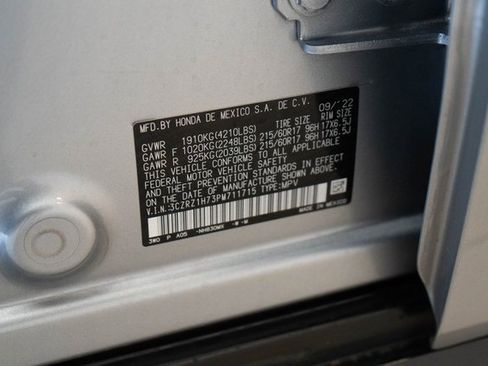 MFD.BY HONDA DE MEXICO S.A. DE C.V. 09/'22
TIRE SIZE RIM SIZE
GVWR 1910KG(4210LBS)
GAWR F 1020KG(2248LBS) 215/60R17 96H 17X6.5J
GAWR R 925KG(2039LBS) 215/60R17 96H 17X6.5J
THIS VEHICLE CONFORMS TO ALL APPLICABLE
FEDERAL MOTOR VEHICLE SAFETY STANDARDS IN EFFECT
ON THE DATE OF MANUFACTURE SHOWN ABOVE.
V.I.N.:3CZRZ1H73PM711715 TYPE:MPV
3W0 P A05 -NH830MX -B -M MADE IN MEXICO